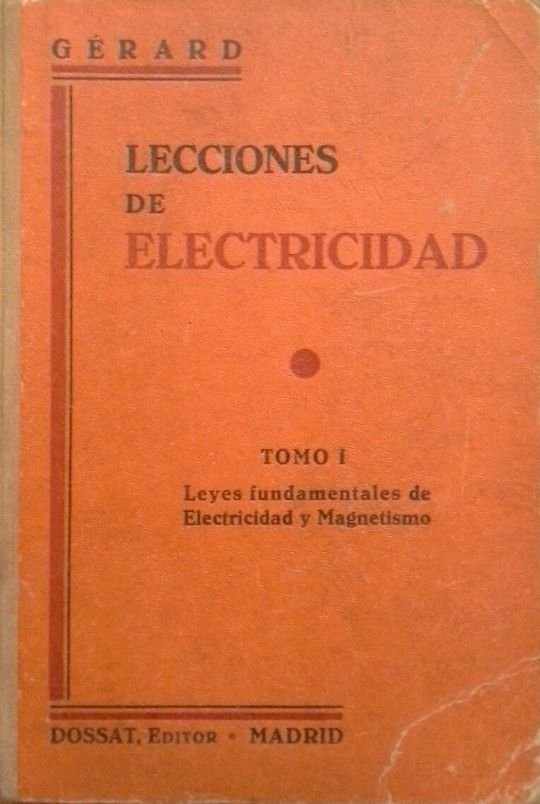 GÉRARD
LECCIONES
DE
ELECTRICIDAD
TOMO I
Leyes fundamentales de
Electricidad y Magnetismo
DOSSAT, EDITOR • MADRID